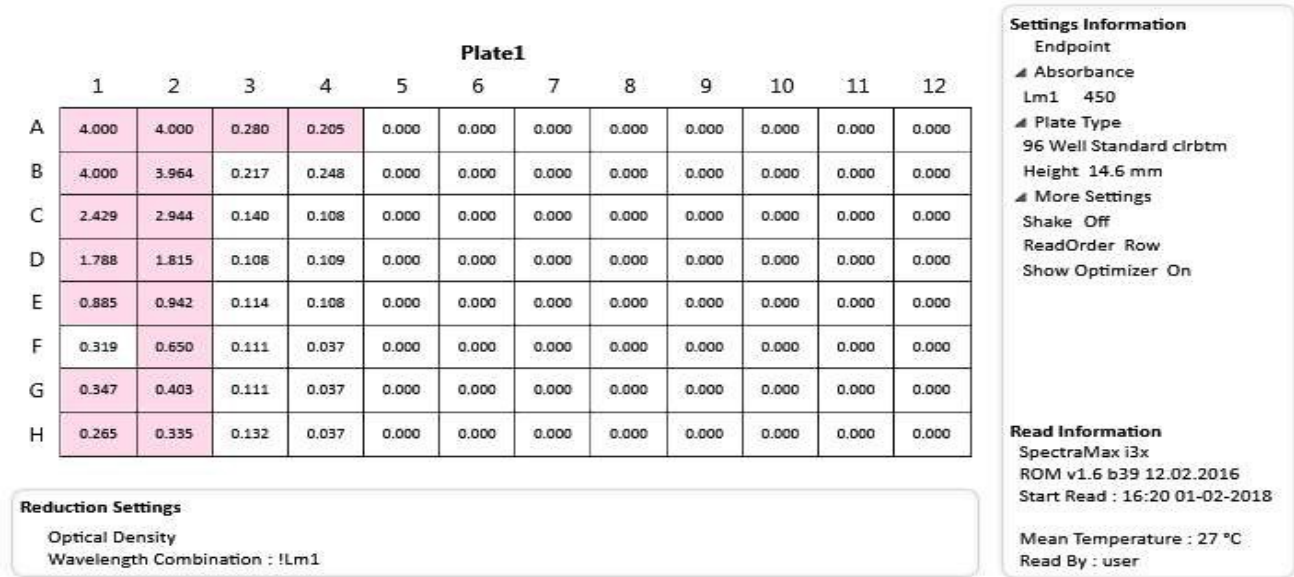 Plate1
1 2 3 4 5 6 7 8 9 10 11 12
A 4.000 4.000 0.280 0.205 0.000 0.000 0.000 0.000 0.000 0.000 0.000 0.000
B 4.000 3.964 0.217 0.248 0.000 0.000 0.000 0.000 0.000 0.000 0.000 0.000
C 2.429 2.944 0.140 0.108 0.000 0.000 0.000 0.000 0.000 0.000 0.000 0.000
D 1.788 1.815 0.108 0.109 0.000 0.000 0.000 0.000 0.000 0.000 0.000 0.000
E 0.885 0.942 0.114 0.108 0.000 0.000 0.000 0.000 0.000 0.000 0.000 0.000
F 0.319 0.650 0.111 0.037 0.000 0.000 0.000 0.000 0.000 0.000 0.000 0.000
G 0.347 0.403 0.111 0.037 0.000 0.000 0.000 0.000 0.000 0.000 0.000 0.000
H 0.265 0.335 0.132 0.037 0.000 0.000 0.000 0.000 0.000 0.000 0.000 0.000
Reduction Settings
Optical Density
Wavelength Combination : !Lm1
Settings Information
Endpoint
Absorbance
Lm1 450
Plate Type
96 Well Standard clrbtm
Height 14.6 mm
More Settings
Shake Off
ReadOrder Row
Show Optimizer On
Read Information
SpectraMax i3x
ROM v1.6 b39 12.02.2016
Start Read : 16:20 01-02-2018
Mean Temperature : 27 °C
Read By : user